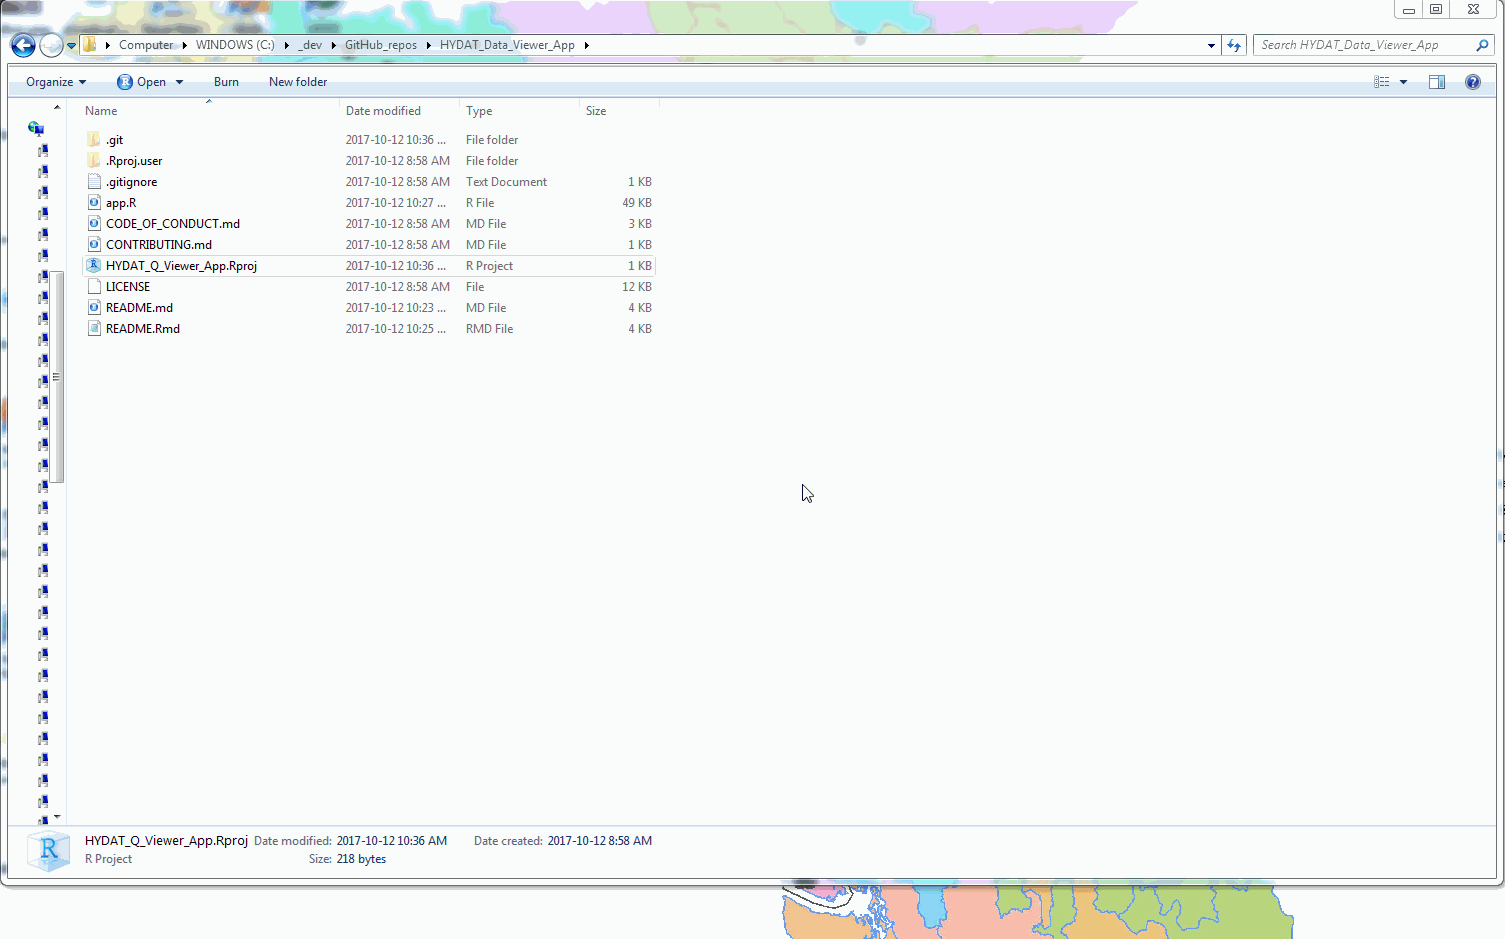 Computer WINDOWS (C:) _dev GitHub_repos HYDAT_Data_Viewer_App Search HYDAT_Data_Viewer_App
Organize Open Burn New folder
Name Date modified Type Size
.git 2017-10-12 10:36 ... File folder
.Rproj.user 2017-10-12 8:58 AM File folder
.gitignore 2017-10-12 8:58 AM Text Document 1 KB
app.R 2017-10-12 10:27 ... R File 49 KB
CODE_OF_CONDUCT.md 2017-10-12 8:58 AM MD File 3 KB
CONTRIBUTING.md 2017-10-12 8:58 AM MD File 1 KB
HYDAT_Q_Viewer_App.Rproj 2017-10-12 10:36 ... R Project 1 KB
LICENSE 2017-10-12 8:58 AM File 12 KB
README.md 2017-10-12 10:23 ... MD File 4 KB
README.Rmd 2017-10-12 10:25 ... RMD File 4 KB
HYDAT_Q_Viewer_App.Rproj Date modified: 2017-10-12 10:36 AM Date created: 2017-10-12 8:58 AM
R Project Size: 218 bytes